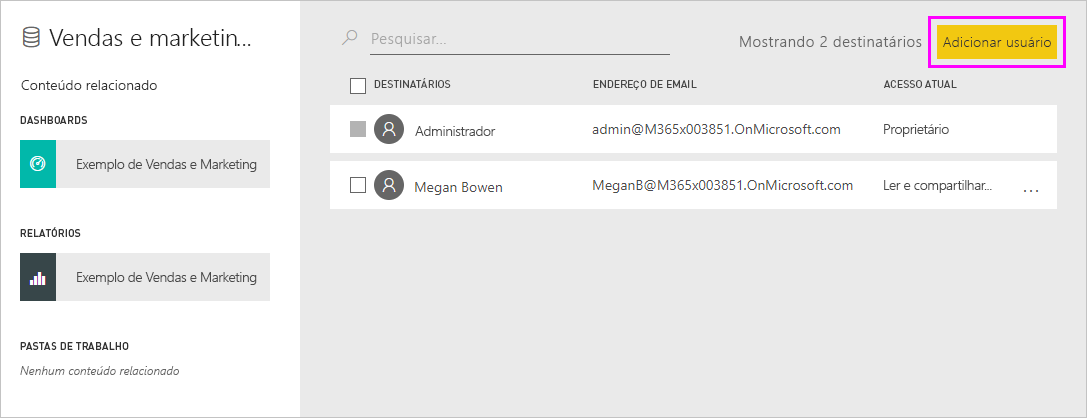 Vendas e marketin...
Conteúdo relacionado
DASHBOARDS
Exemplo de Vendas e Marketing
RELATÓRIOS
Exemplo de Vendas e Marketing
PASTAS DE TRABALHO
Nenhum conteúdo relacionado
Pesquisar...
Mostrando 2 destinatários
Adicionar usuário
DESTINATÁRIOS ENDEREÇO DE EMAIL ACESSO ATUAL
Administrador admin@M365x003851.OnMicrosoft.com Proprietário
Megan Bowen MeganB@M365x003851.OnMicrosoft.com Ler e compartilhar... ...